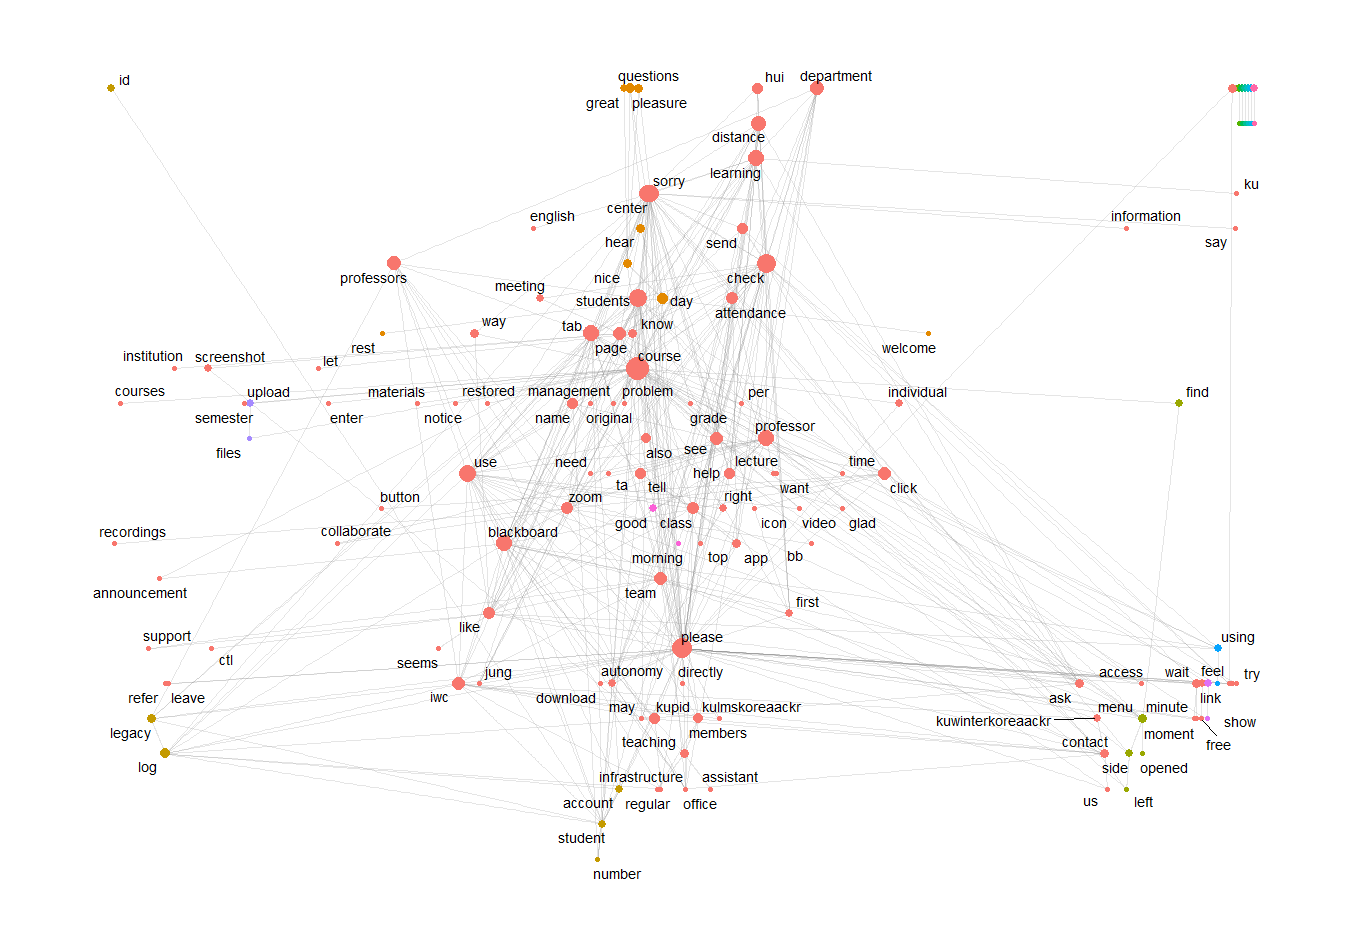 questions
hui
department
id
great
pleasure
distance
learning
sorry
ku
center
english
information
hear
send
say
professors
nice
check
meeting
students
day
attendance
way
tab
know
rest
page
welcome
institution
screenshot
let
course
courses
upload
materials
restored
management
problem
per
individual
find
semester
enter
notice
name
original
grade
professor
files
also
see
use
need
lecture
time
help
button
zoom
ta
tell
right
want
click
recordings
collaborate
blackboard
good
class
icon
video
glad
announcement
morning
top
app
bb
team
first
support
like
please
using
ctl
seems
jung
autonomy
directly
access
wait
feel
try
refer
leave
iwc
download
ask
link
may
kupid
kulmskoreaackr
menu
minute
legacy
kuwinterkoreaackr
show
teaching
members
contact
moment
free
log
infrastructure
assistant
side
opened
account
regular
office
us
left
student
number